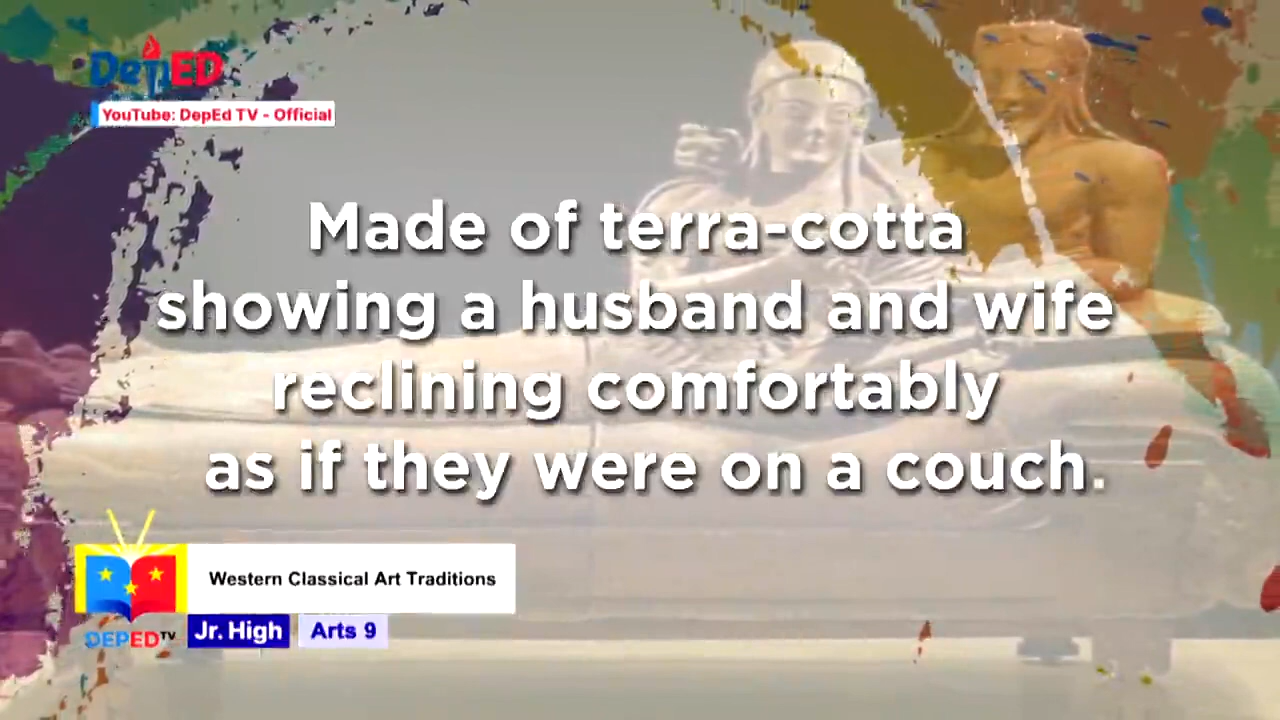 DepED
YouTube: DepEd TV - Official
Made of terra-cotta
showing a husband and wife
reclining comfortably
as if they were on a couch.
Western Classical Art Traditions
DEPED TV
Jr. High
Arts 9